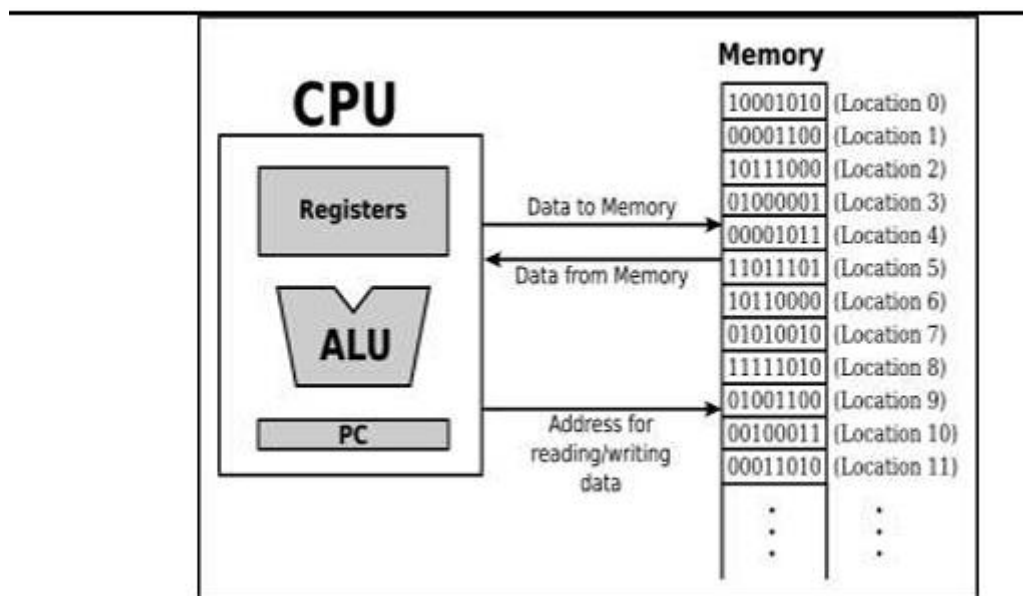 CPU
Registers
ALU
PC
Data to Memory
Data from Memory
Address for
reading/writing
data
Memory
10001010 (Location 0)
00001100 (Location 1)
10111000 (Location 2)
01000001 (Location 3)
00001011 (Location 4)
11011101 (Location 5)
10110000 (Location 6)
01010010 (Location 7)
11111010 (Location 8)
01001100 (Location 9)
00100011 (Location 10)
00011010 (Location 11)